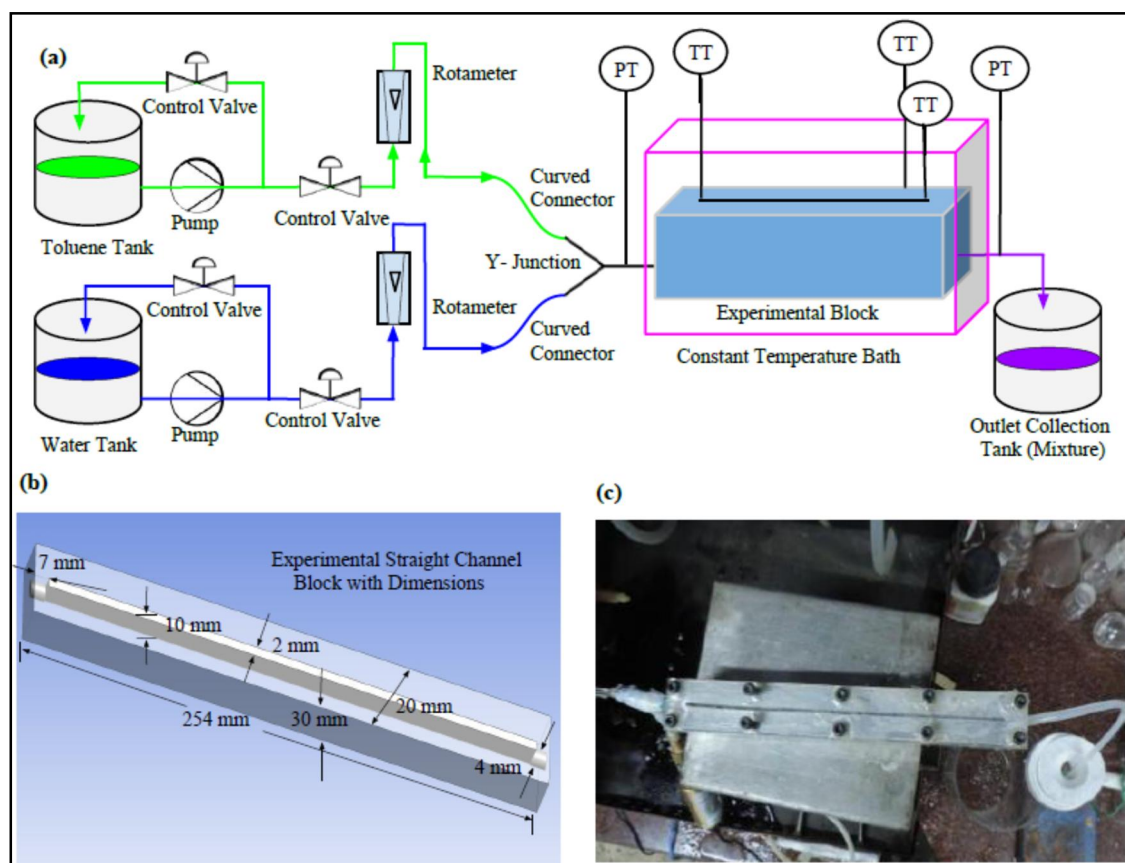 (a)
PT
TT
TT
TT
PT
Rotameter
Control Valve
Curved
Connector
Control Valve
Pump
Toluene Tank
Y- Junction
Control Valve
Rotameter
Curved
Connector
Experimental Block
Constant Temperature Bath
Control Valve
Pump
Water Tank
Outlet Collection
Tank (Mixture)
(b)
Experimental Straight Channel
Block with Dimensions
7 mm
10 mm
2 mm
20 mm
254 mm
30 mm
4 mm
(c)